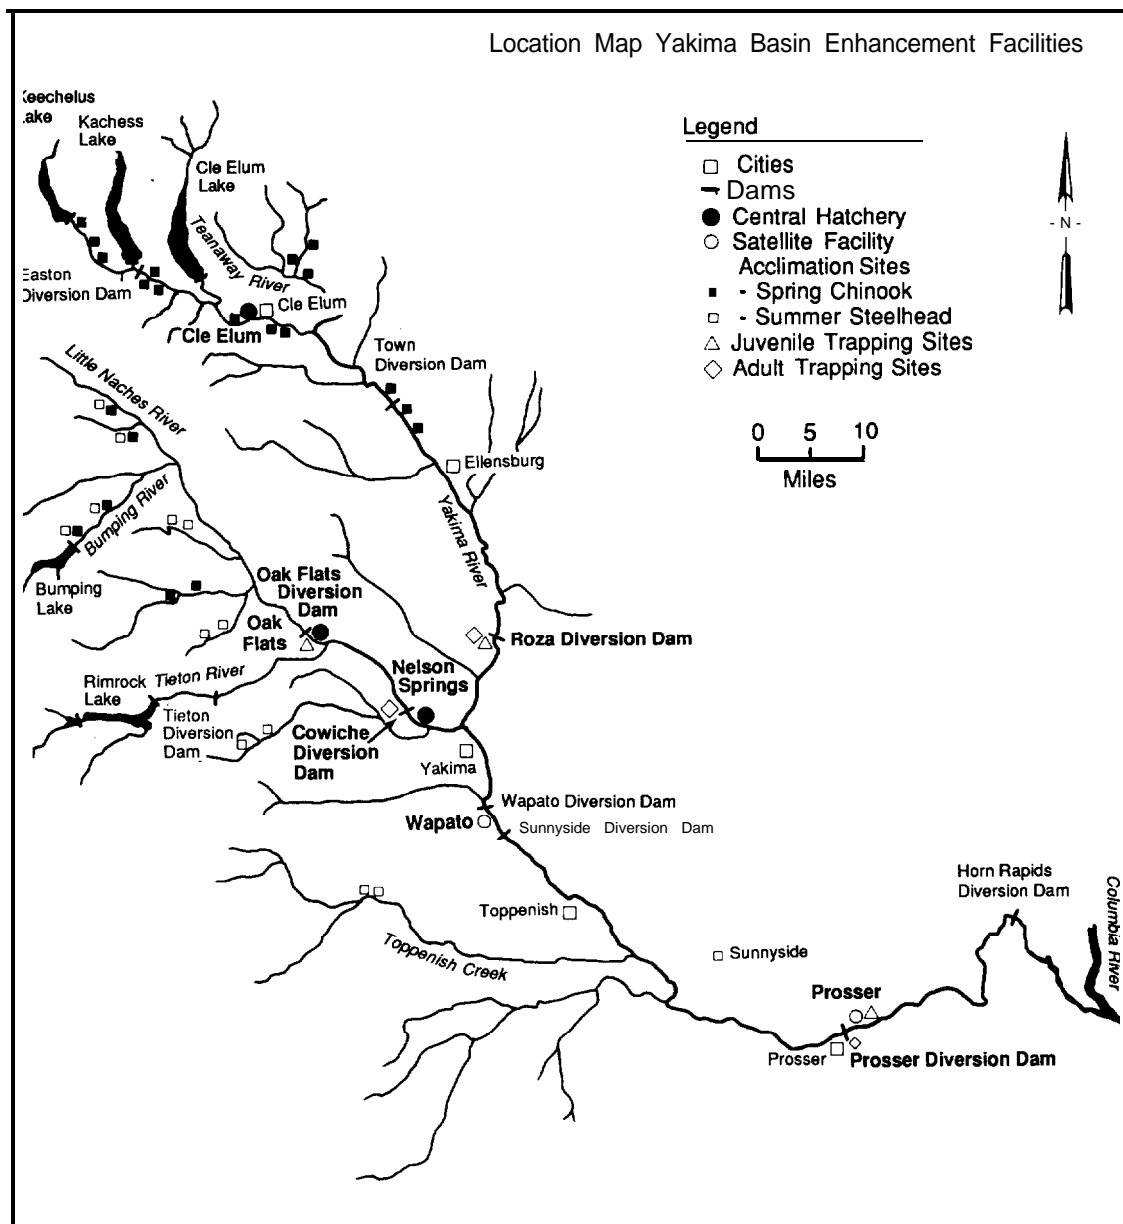 Location Map Yakima Basin Enhancement Facilities
Keechelus
Lake
Kachess
Lake
Cle Elum
Lake
Teanaway River
Easton
Diversion Dam
Cle Elum
Cle Elum
Town
Diversion Dam
Little Naches River
Ellensburg
Yakima River
Bumping River
Bumping
Lake
Oak Flats
Diversion
Dam
Oak
Flats
Roza Diversion Dam
Nelson
Springs
Rimrock
Lake
Tieton River
Tieton
Diversion
Dam
Cowiche
Diversion
Dam
Yakima
Wapato Diversion Dam
Wapato
Sunnyside Diversion Dam
Toppenish
Toppenish Creek
Sunnyside
Horn Rapids
Diversion Dam
Columbia River
Prosser
Prosser
Prosser Diversion Dam
Legend
Cities
Dams
Central Hatchery
Satellite Facility
Acclimation Sites
- Spring Chinook
- Summer Steelhead
Juvenile Trapping Sites
Adult Trapping Sites
0 5 10
Miles
- N -